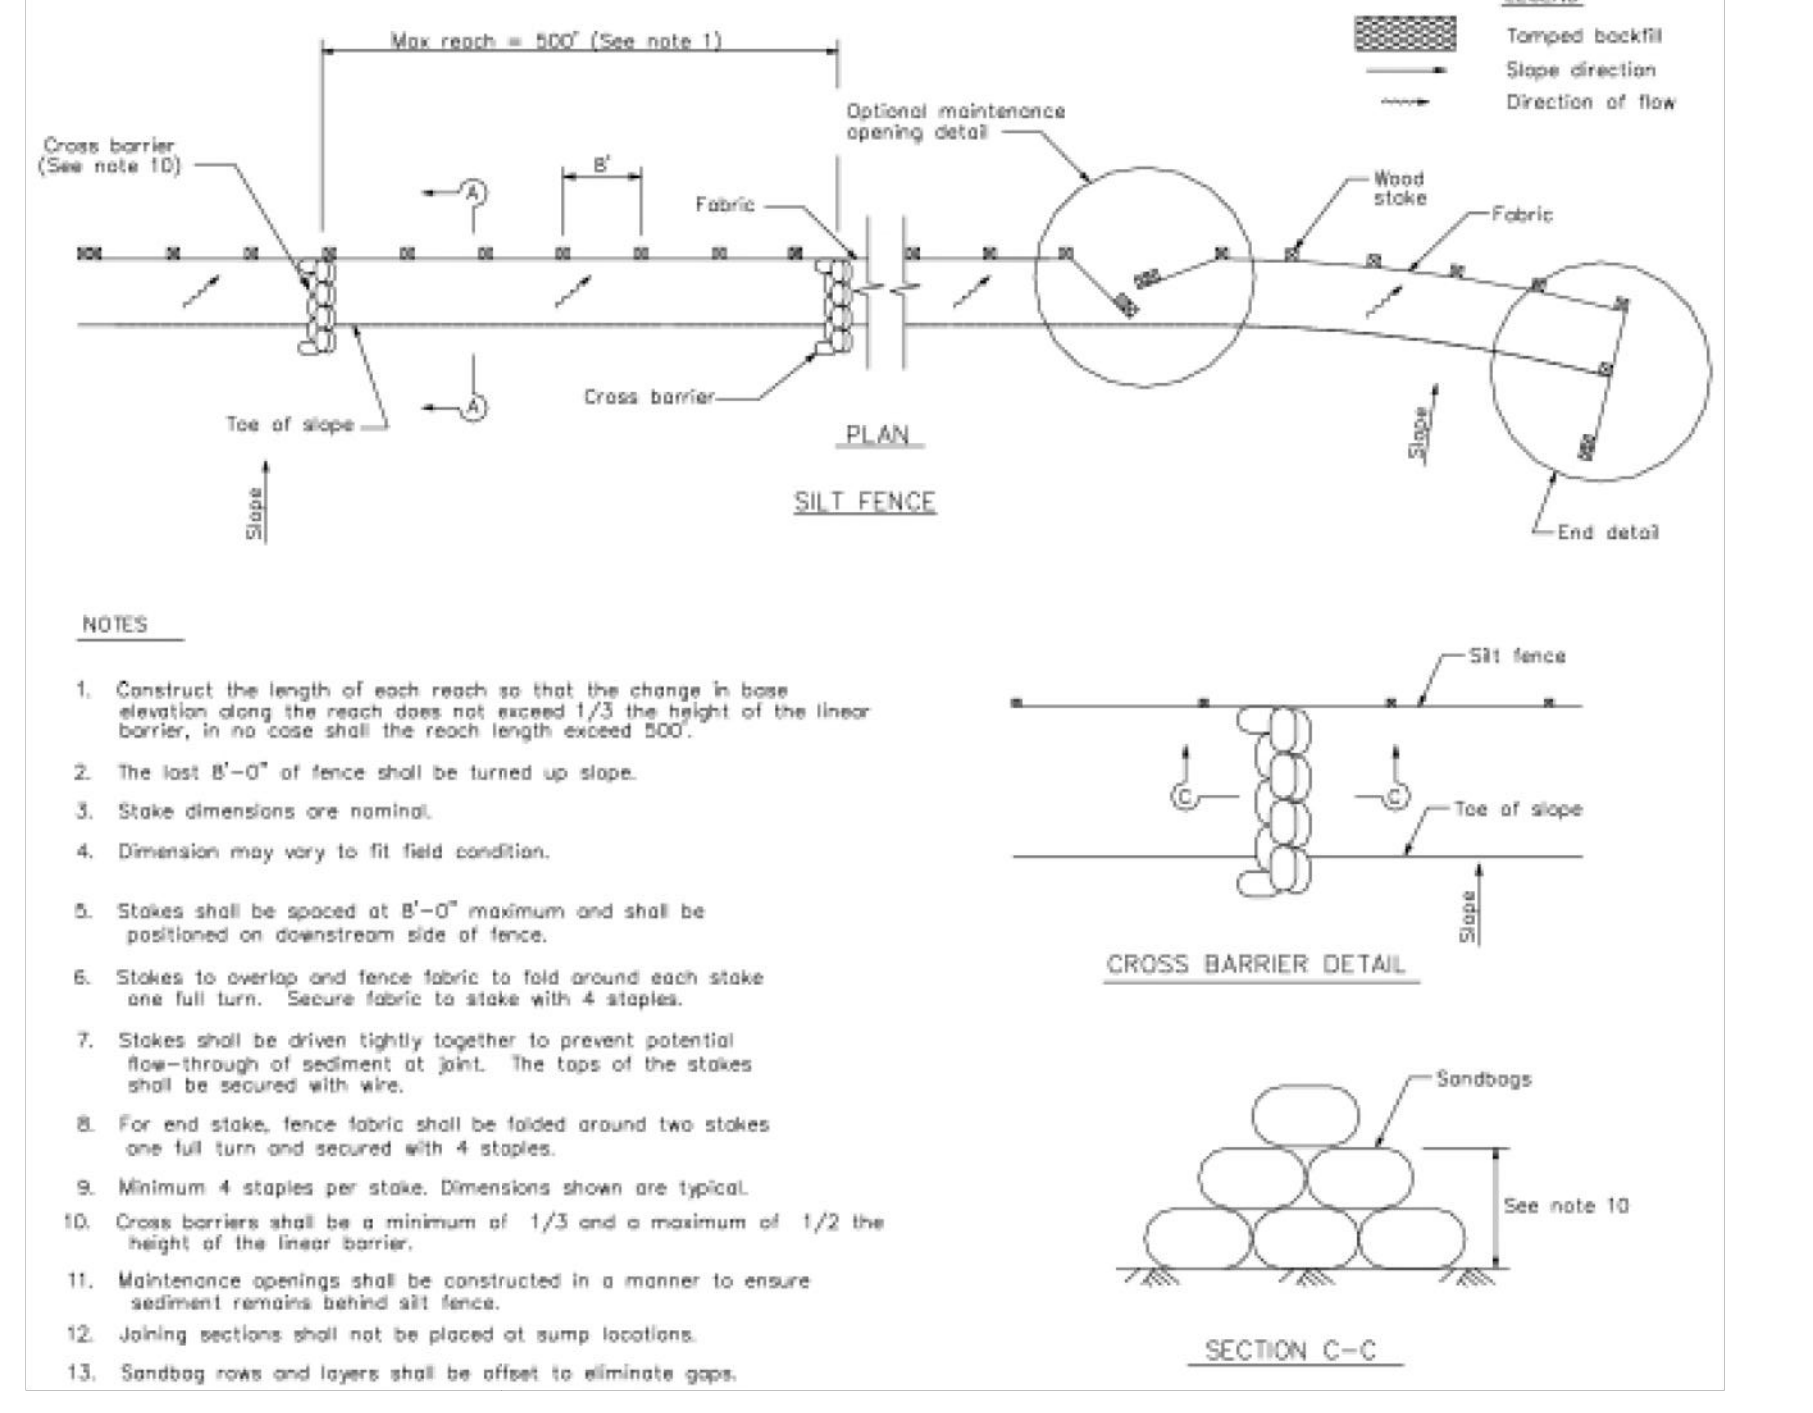 Max reach = 500' (See note 1)
Tamped backfill
Slope direction
Direction of flow
Optional maintenance
opening detail
Cross barrier
(See note 10)
A
8'
Fabric
Wood
stake
Fabric
Cross barrier
A
Toe of slope
PLAN
Slope
Slope
SILT FENCE
End detail
NOTES
1. Construct the length of each reach so that the change in base
elevation along the reach does not exceed 1/3 the height of the linear
barrier, in no case shall the reach length exceed 500'.
2. The last 8'-0" of fence shall be turned up slope.
3. Stake dimensions are nominal.
4. Dimension may vary to fit field condition.
5. Stakes shall be spaced at 8'-0" maximum and shall be
positioned on downstream side of fence.
6. Stakes to overlap and fence fabric to fold around each stake
one full turn. Secure fabric to stake with 4 staples.
7. Stakes shall be driven tightly together to prevent potential
flow-through of sediment at joint. The tops of the stakes
shall be secured with wire.
8. For end stake, fence fabric shall be folded around two stakes
one full turn and secured with 4 staples.
9. Minimum 4 staples per stake. Dimensions shown are typical.
10. Cross barriers shall be a minimum of 1/3 and a maximum of 1/2 the
height of the linear barrier.
11. Maintenance openings shall be constructed in a manner to ensure
sediment remains behind silt fence.
12. Joining sections shall not be placed at sump locations.
13. Sandbag rows and layers shall be offset to eliminate gaps.
Silt fence
C
C
Toe of slope
Slope
CROSS BARRIER DETAIL
Sandbags
See note 10
SECTION C-C